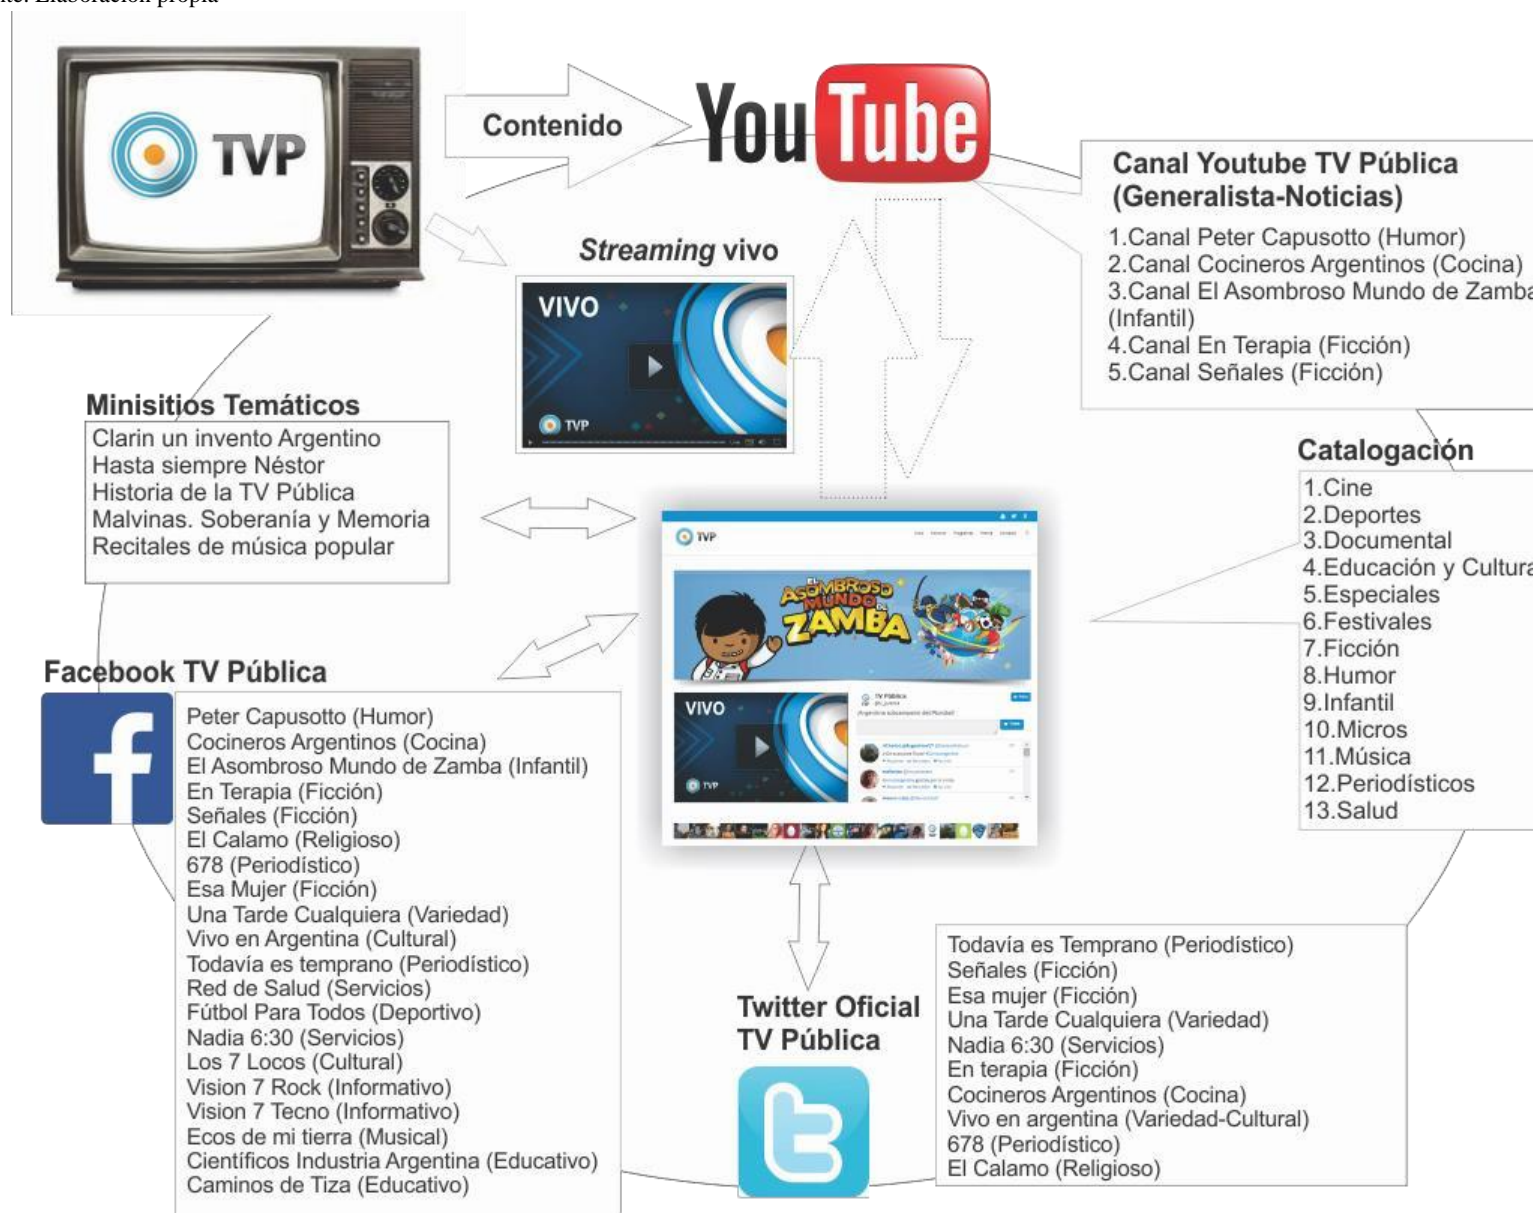 nte: Elaboración propia
TVP
Contenido
YouTube
Canal Youtube TV Pública
(Generalista-Noticias)
1.Canal Peter Capusotto (Humor)
2.Canal Cocineros Argentinos (Cocina)
3.Canal El Asombroso Mundo de Zamba
(Infantil)
4.Canal En Terapia (Ficción)
5.Canal Señales (Ficción)
Streaming vivo
VIVO
TVP
Minisitios Temáticos
Clarin un invento Argentino
Hasta siempre Néstor
Historia de la TV Pública
Malvinas. Soberanía y Memoria
Recitales de música popular
Catalogación
1.Cine
2.Deportes
3.Documental
4.Educación y Cultura
5.Especiales
6.Festivales
7.Ficción
8.Humor
9.Infantil
10.Micros
11.Música
12.Periodísticos
13.Salud
TVP
EL
ASOMBROSO
MUNDO DE
ZAMBA
VIVO
TVP
TV Pública
Facebook TV Pública
Peter Capusotto (Humor)
Cocineros Argentinos (Cocina)
El Asombroso Mundo de Zamba (Infantil)
En Terapia (Ficción)
Señales (Ficción)
El Calamo (Religioso)
678 (Periodístico)
Esa Mujer (Ficción)
Una Tarde Cualquiera (Variedad)
Vivo en Argentina (Cultural)
Todavía es temprano (Periodístico)
Red de Salud (Servicios)
Fútbol Para Todos (Deportivo)
Nadia 6:30 (Servicios)
Los 7 Locos (Cultural)
Vision 7 Rock (Informativo)
Vision 7 Tecno (Informativo)
Ecos de mi tierra (Musical)
Científicos Industria Argentina (Educativo)
Caminos de Tiza (Educativo)
Twitter Oficial
TV Pública
Todavía es Temprano (Periodístico)
Señales (Ficción)
Esa mujer (Ficción)
Una Tarde Cualquiera (Variedad)
Nadia 6:30 (Servicios)
En terapia (Ficción)
Cocineros Argentinos (Cocina)
Vivo en argentina (Variedad-Cultural)
678 (Periodístico)
El Calamo (Religioso)